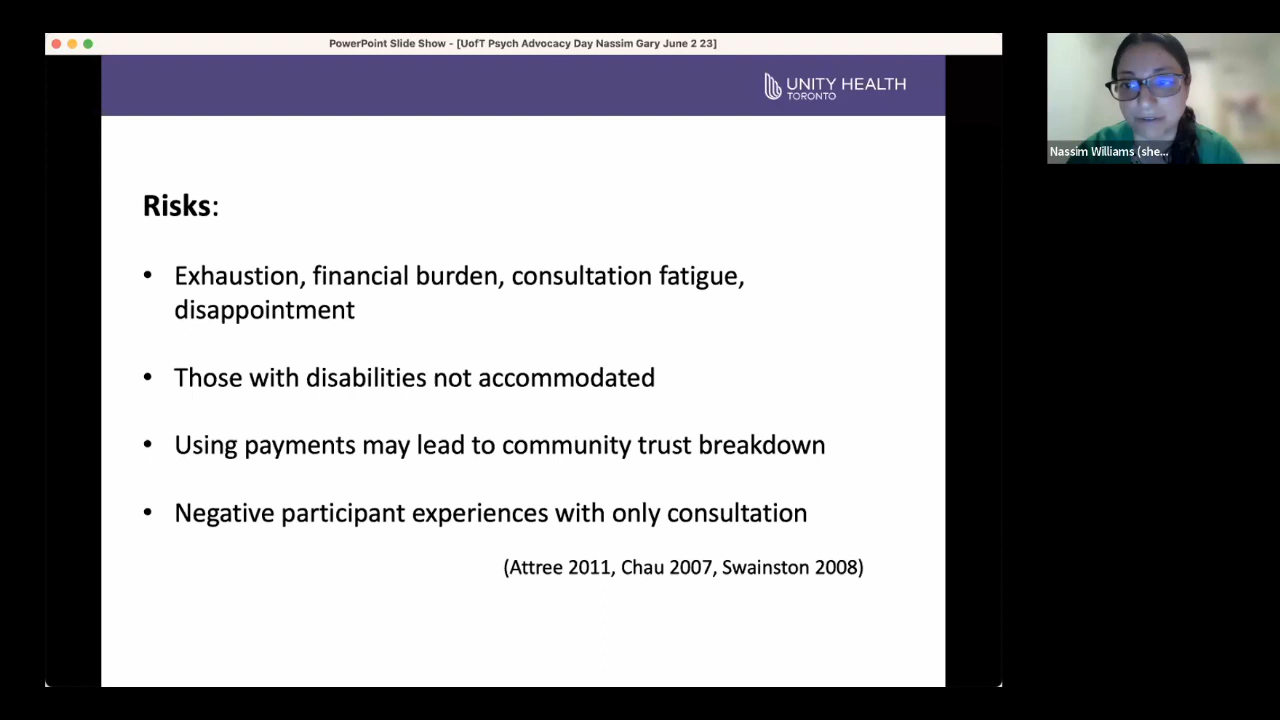 PowerPoint Slide Show - [UofT Psych Advocacy Day Nassim Gary June 2 23]
UNITY HEALTH
TORONTO
Nassim Williams (she...
Risks:
• Exhaustion, financial burden, consultation fatigue,
disappointment
• Those with disabilities not accommodated
• Using payments may lead to community trust breakdown
• Negative participant experiences with only consultation
(Attree 2011, Chau 2007, Swainston 2008)